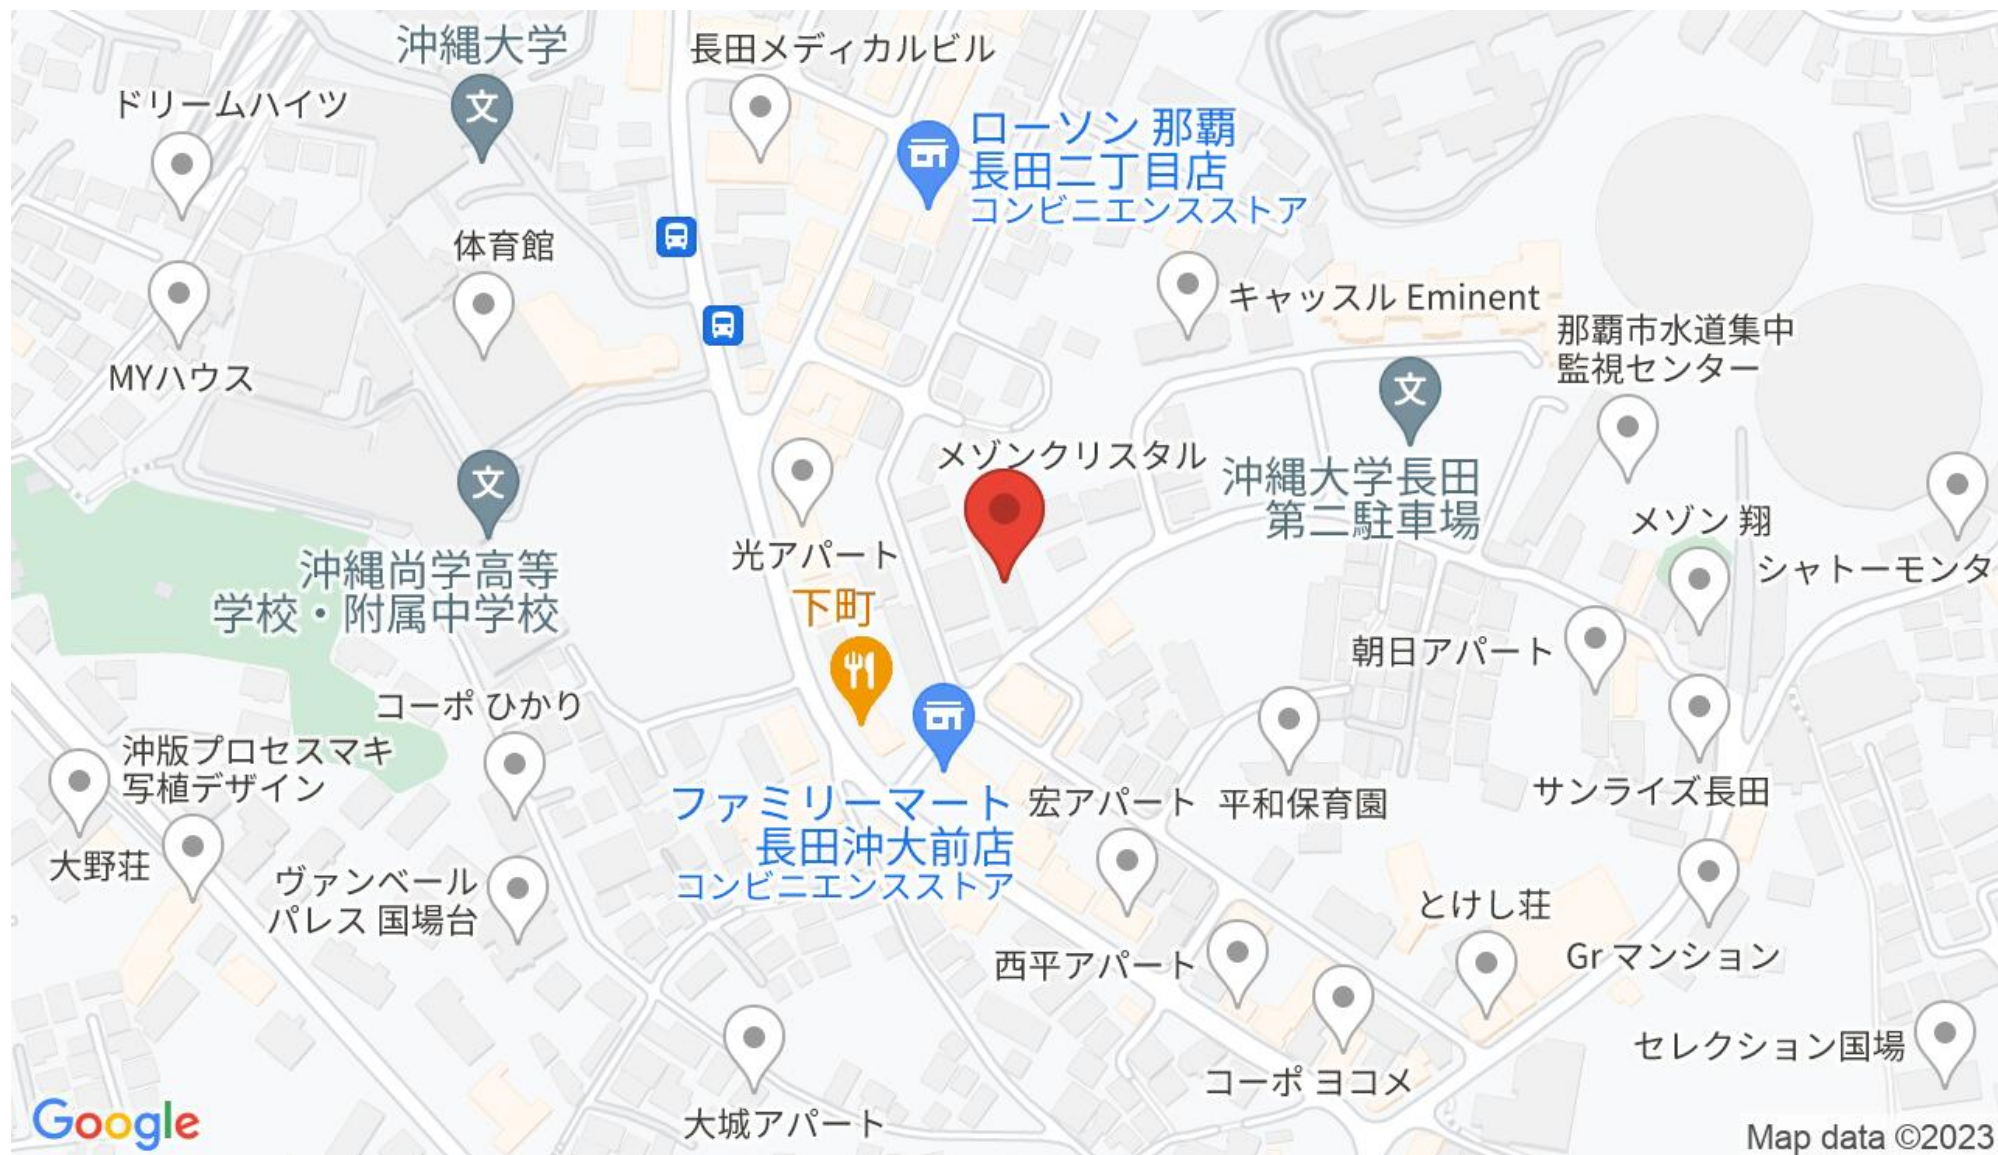 沖縄大学
長田メディカルビル
ドリームハイツ
ローソン 那覇
長田二丁目店
コンビニエンスストア
体育館
キャッスル Eminent
那覇市水道集中
監視センター
MYハウス
メゾンクリスタル
沖縄大学長田
第二駐車場
メゾン 翔
光アパート
シャトーモンタ
沖縄尚学高等
学校・附属中学校
下町
朝日アパート
コーポ ひかり
沖版プロセスマキ
写植デザイン
ファミリーマート
長田沖大前店
コンビニエンスストア
宏アパート
平和保育園
サンライズ長田
大野荘
ヴァンベール
パレス 国場台
とけし荘
西平アパート
Gr マンション
セレクション国場
コーポ ヨコメ
大城アパート
Google
Map data ©2023